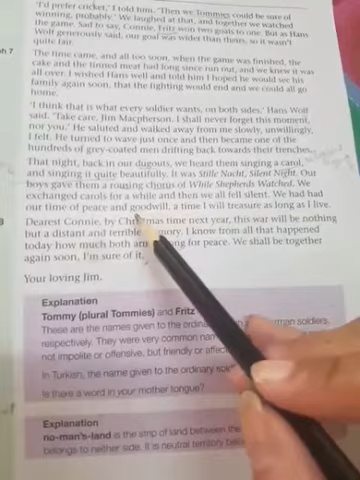 'I'd prefer cricket,' I told him. 'Then we Tommies could be sure of
winning, probably.' We laughed at that, and together we watched
the game. Sad to say, Connie, Fritz won two goals to one. But as Hans
Wolf generously said, our goal was wider than theirs, so it wasn't
quite fair.
The time came, and all too soon, when the game was finished, the
cake and the tinned meat had long since run out, and we knew it was
all over. I wished Hans well and told him I hoped he would see his
family again soon, that the fighting would end and we could all go
home.
'I think that is what every soldier wants, on both sides,' Hans Wolf
said. 'Take care, Jim Macpherson. I shall never forget this moment,
nor you.' He saluted and walked away from me slowly, unwillingly,
I felt. He turned to wave just once and then became one of the
hundreds of grey-coated men drifting back towards their trenches.
That night, back in our dugouts, we heard them singing a carol,
and singing it quite beautifully. It was Stille Nacht, Silent Night. Our
boys gave them a rousing chorus of While Shepherds Watched. We
exchanged carols for a while and then we all fell silent. We had had
our time of peace and goodwill, a time I will treasure as long as I live.
Dearest Connie, by Christmas time next year, this war will be nothing
but a distant and terrible memory. I know from all that happened
today how much both armies long for peace. We shall be together
again soon, I'm sure of it.
Your loving Jim.
Explanation
Tommy (plural Tommies) and Fritz
These are the names given to the man soldiers,
respectively. They were very common
not impolite or offensive, but friendly or
In Turken, the name given to the ordinary
Is there a word in your mother tongue?
Explanation
no-man's-land is the strip of land between the
belongs to neither side. It is neutral territory